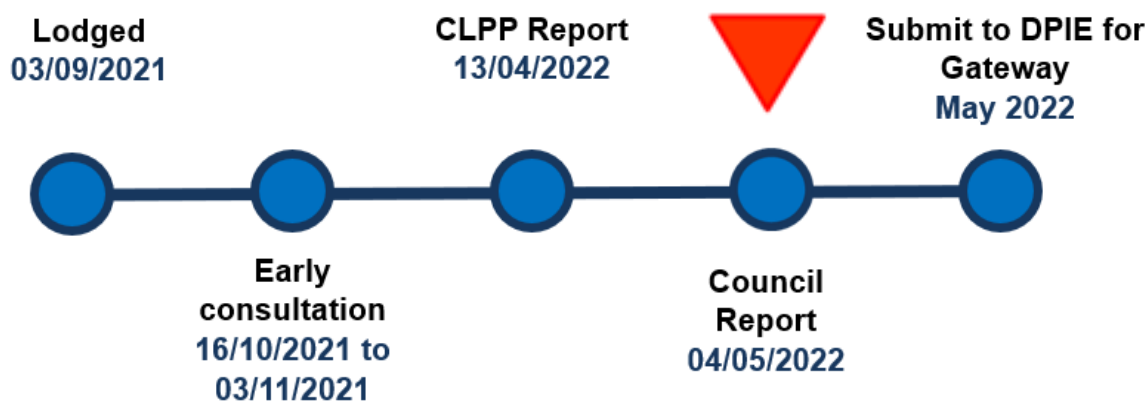 Lodged
03/09/2021
CLPP Report
13/04/2022
Submit to DPIE for
Gateway
May 2022
Early
consultation
16/10/2021 to
03/11/2021
Council
Report
04/05/2022